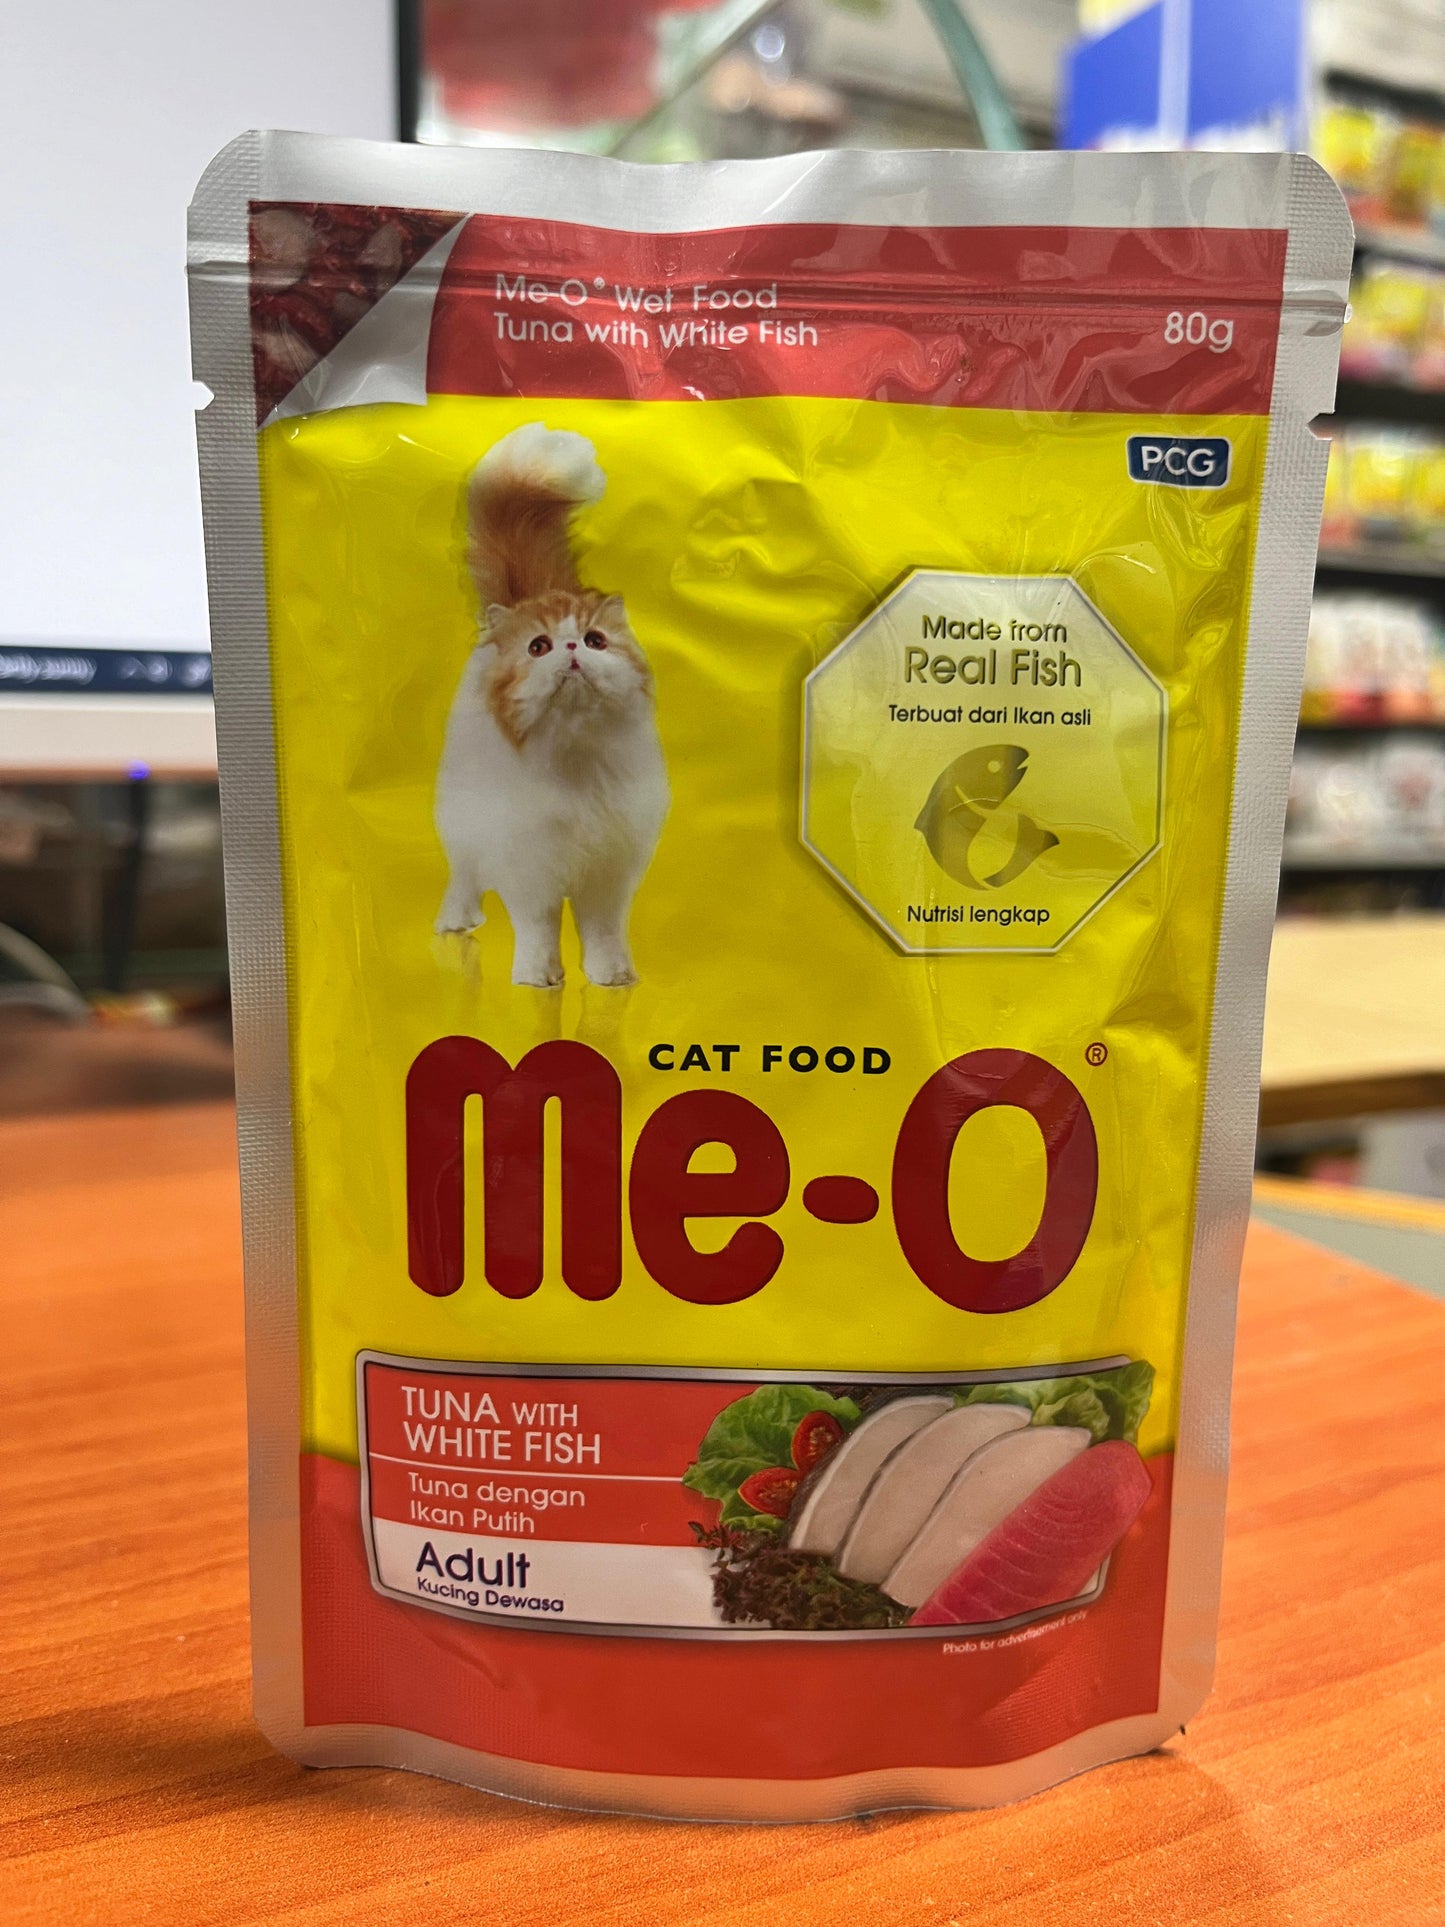 Me-O® Wet Food
Tuna with White Fish
80g
PCG
Made from
Real Fish
Terbuat dari Ikan asli
Nutrisi lengkap
CAT FOOD
Me-O®
TUNA WITH
WHITE FISH
Tuna dengan
Ikan Putih
Adult
Kucing Dewasa
Photo for advertisement only